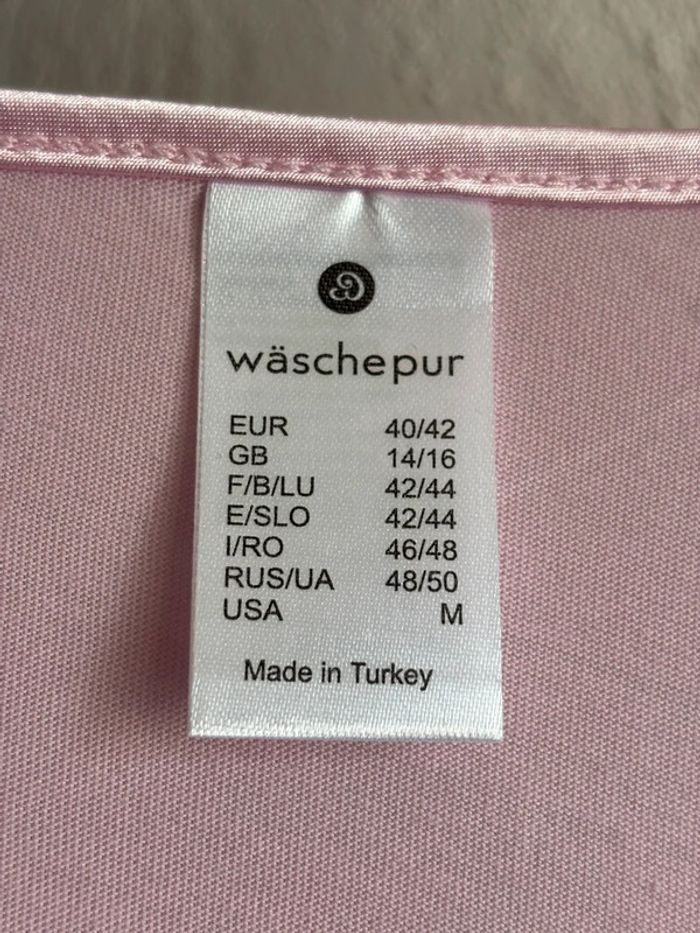 wäschepur
EUR 40/42
GB 14/16
F/B/LU 42/44
E/SLO 42/44
I/RO 46/48
RUS/UA 48/50
USA M
Made in Turkey